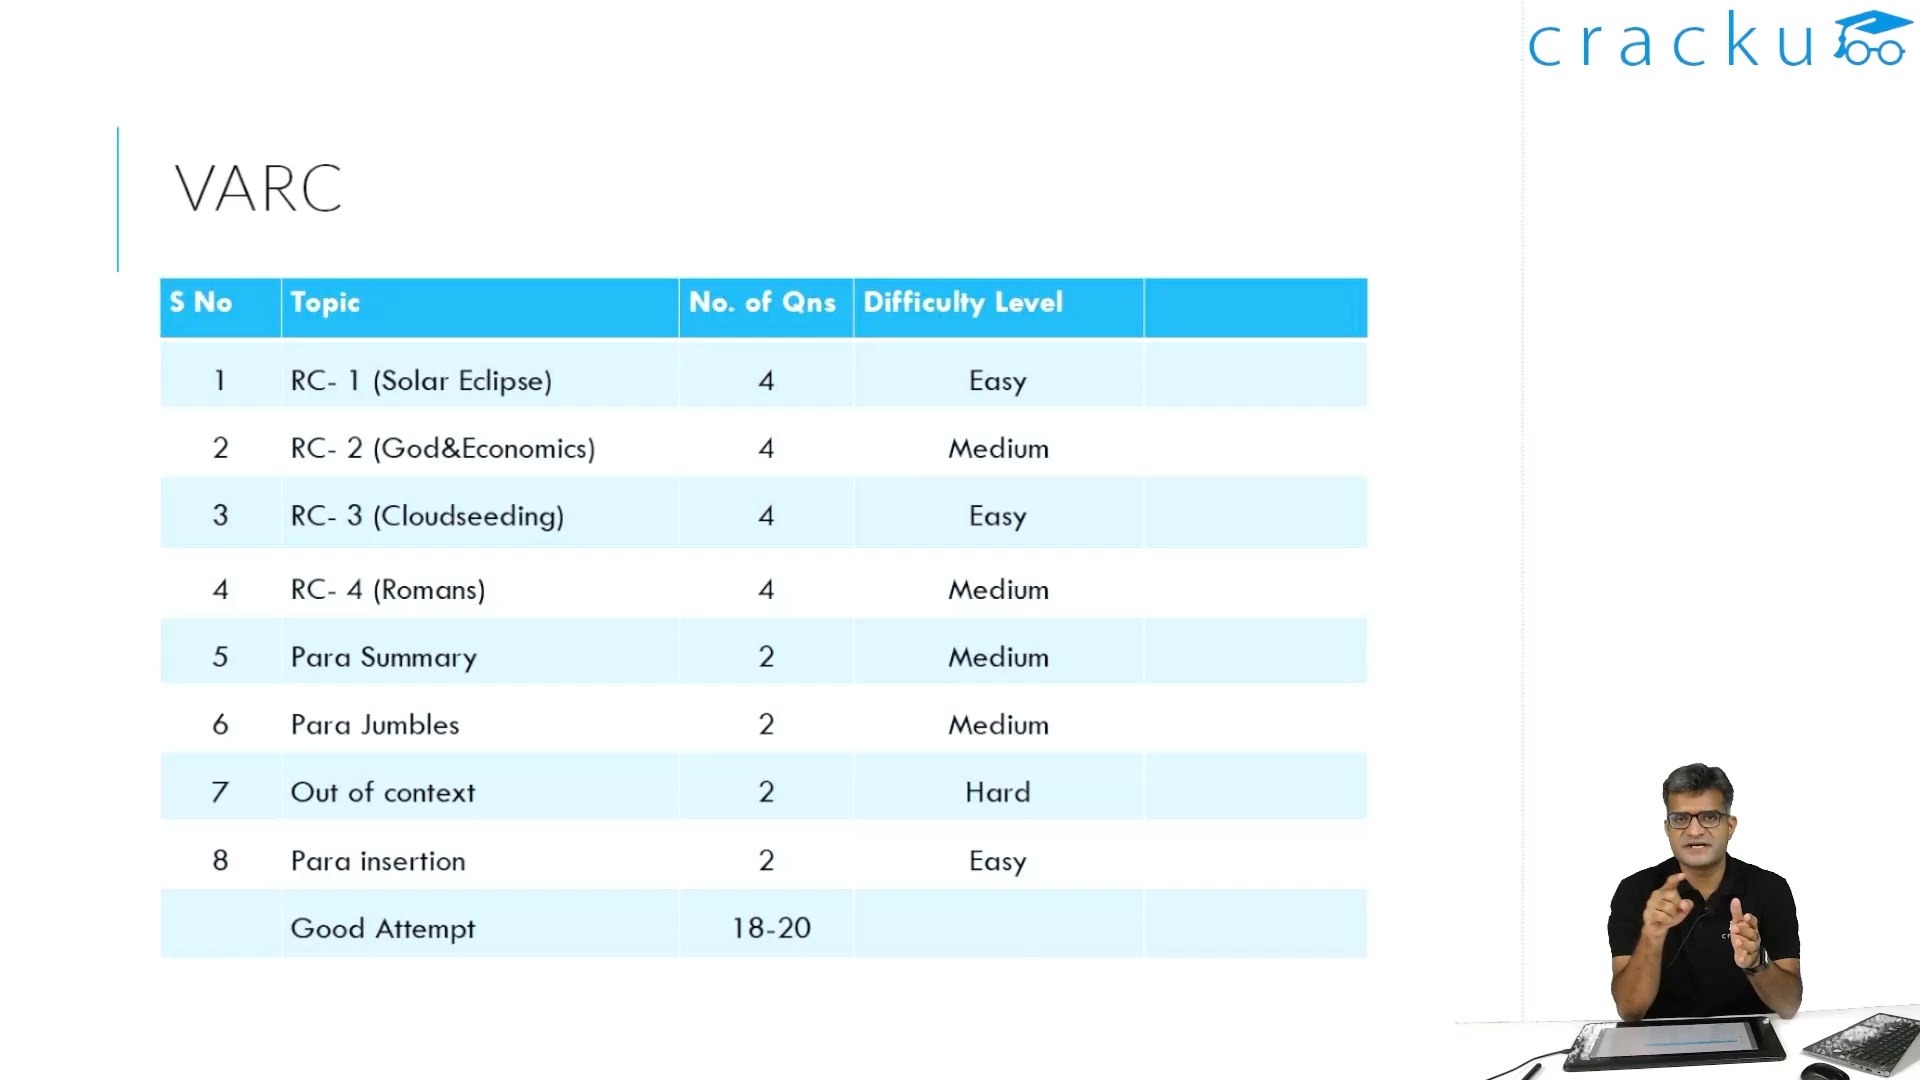 cracku
VARC
S No Topic No. of Qns Difficulty Level
1 RC- 1 (Solar Eclipse) 4 Easy
2 RC- 2 (God&Economics) 4 Medium
3 RC- 3 (Cloudseeding) 4 Easy
4 RC- 4 (Romans) 4 Medium
5 Para Summary 2 Medium
6 Para Jumbles 2 Medium
7 Out of context 2 Hard
8 Para insertion 2 Easy
Good Attempt 18-20